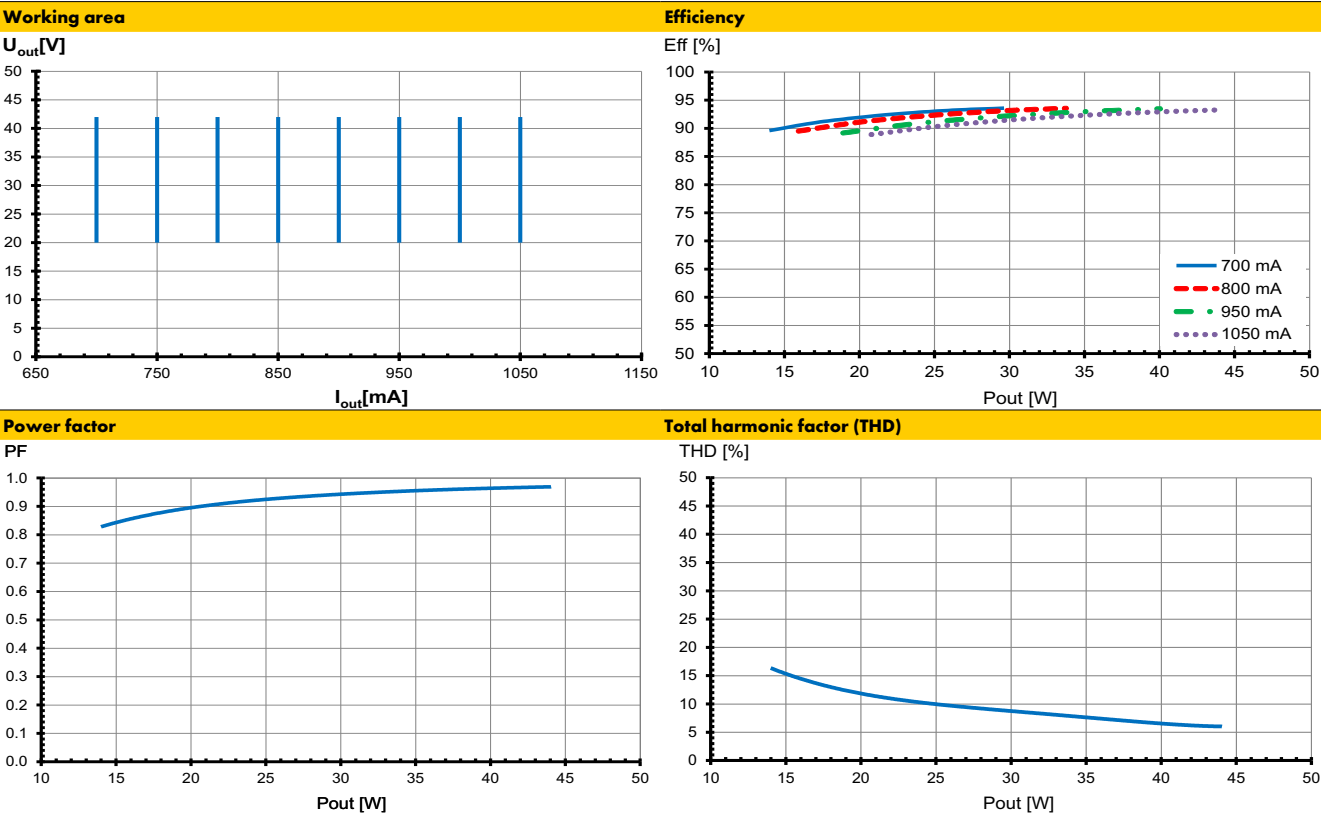 Working area
U_out[V]
50
45
40
35
30
25
20
15
10
5
0
650 750 850 950 1050 1150
I_out[mA]
Efficiency
Eff [%]
100
95
90
85
80
75
70
65
60
55
50
700 mA
800 mA
950 mA
1050 mA
10 15 20 25 30 35 40 45 50
Pout [W]
Power factor
PF
1.0
0.9
0.8
0.7
0.6
0.5
0.4
0.3
0.2
0.1
0.0
10 15 20 25 30 35 40 45 50
Pout [W]
Total harmonic factor (THD)
THD [%]
50
45
40
35
30
25
20
15
10
5
0
10 15 20 25 30 35 40 45 50
Pout [W]